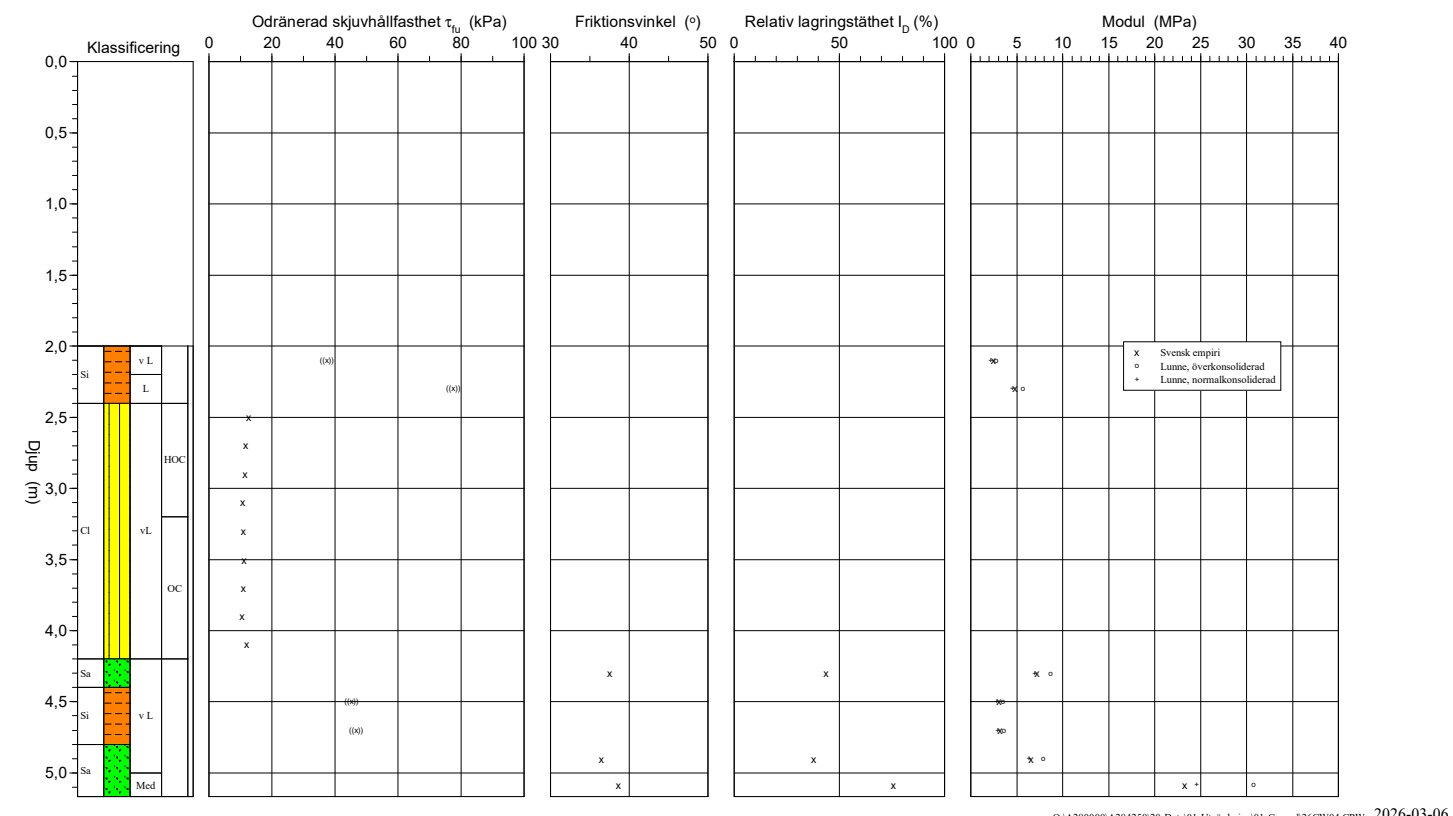 Klassificering
Odränerad skjuvhållfasthet τfu (kPa)
Friktionsvinkel (o)
Relativ lagringstäthet ID (%)
Modul (MPa)
0 20 40 60 80 100
30 40 50
0 50 100
0 5 10 15 20 25 30 35 40
Djup (m)
0,0
0,5
1,0
1,5
2,0
2,5
3,0
3,5
4,0
4,5
5,0
Si
v L
L
Cl
vL
HOC
OC
Sa
Si
v L
Sa
Med
((x))
((x))
x
x
x
x
x
x
x
x
x
((x))
((x))
x Svensk empiri
o Lunne, överkonsoliderad
+ Lunne, normalkonsoliderad
2026-03-06